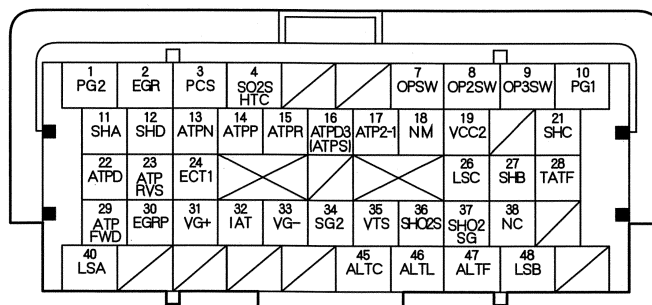 1 2 3 4 7 8 9 10
PG2 EGR PCS SO2S HTC OPSW OP2SW OP3SW PG1
11 12 13 14 15 16 17 18 19 21
SHA SHD ATPN ATPP ATPR ATPD3 (ATPS) ATP2-1 NM VCC2 SHC
22 23 24 26 27 28
ATPD ATP RVS ECT1 LSC SHB TATF
29 30 31 32 33 34 35 36 37 38
ATP FWD EGRP VG+ IAT VG− SG2 VTS SHO2S SHO2 SG NC
40 45 46 47 48
LSA ALTC ALTL ALTF LSB